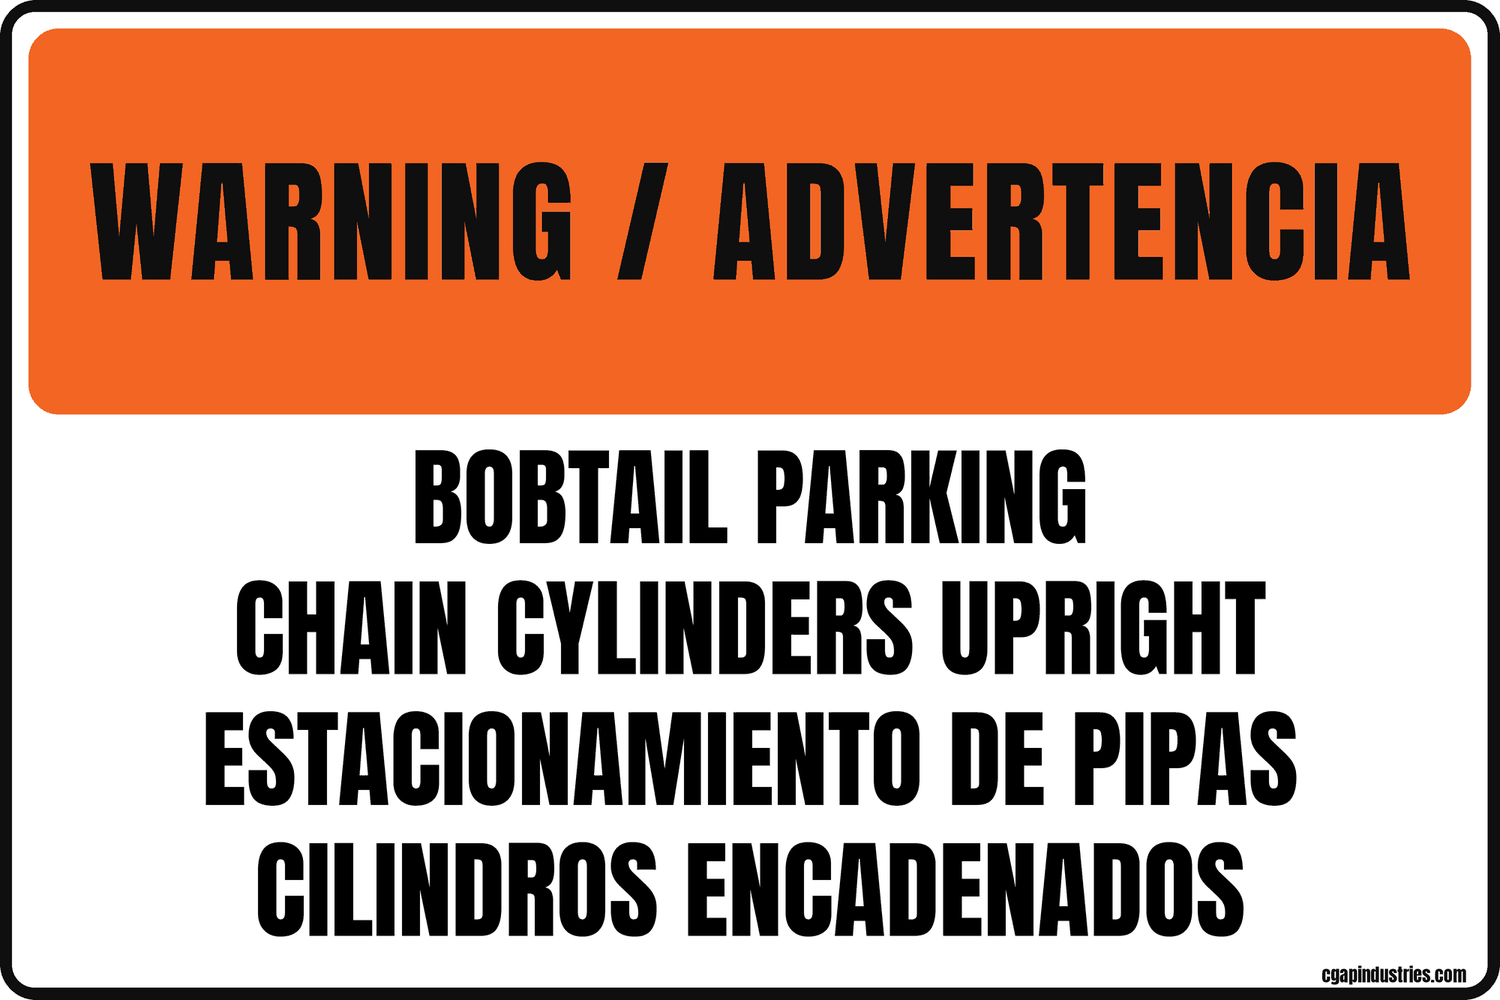 WARNING / ADVERTENCIA
BOBTAIL PARKING
CHAIN CYLINDERS UPRIGHT
ESTACIONAMIENTO DE PIPAS
CILINDROS ENCADENADOS
cgapindustries.com